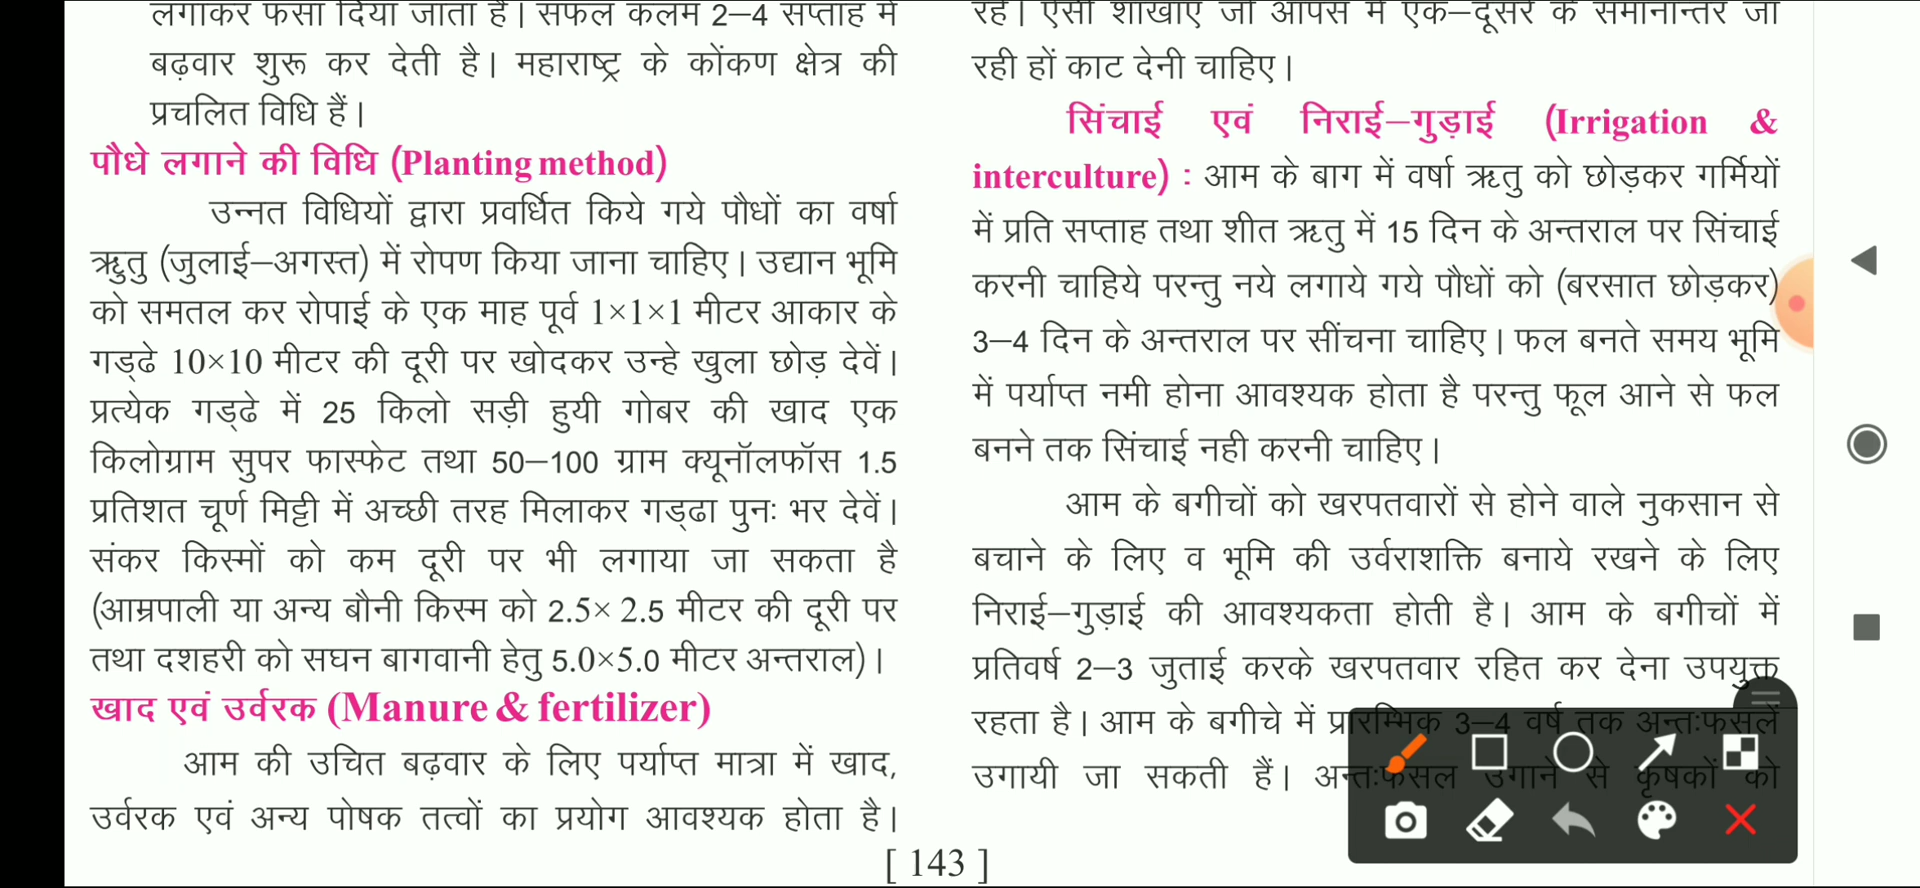 लगाकर फंसा दिया जाता है। सफल कलम 2–4 सप्ताह में
बढ़वार शुरू कर देती है। महाराष्ट्र के कोंकण क्षेत्र की
प्रचलित विधि हैं।
पौधे लगाने की विधि (Planting method)
उन्नत विधियों द्वारा प्रवर्धित किये गये पौधों का वर्षा
ऋतु (जुलाई–अगस्त) में रोपण किया जाना चाहिए। उद्यान भूमि
को समतल कर रोपाई के एक माह पूर्व 1×1×1 मीटर आकार के
गड्ढे 10×10 मीटर की दूरी पर खोदकर उन्हे खुला छोड़ देवें।
प्रत्येक गड्ढे में 25 किलो सड़ी हुयी गोबर की खाद एक
किलोग्राम सुपर फास्फेट तथा 50–100 ग्राम क्यूनॉलफॉस 1.5
प्रतिशत चूर्ण मिट्टी में अच्छी तरह मिलाकर गड्ढा पुनः भर देवें।
संकर किस्मों को कम दूरी पर भी लगाया जा सकता है
(आम्रपाली या अन्य बौनी किस्म को 2.5× 2.5 मीटर की दूरी पर
तथा दशहरी को सघन बागवानी हेतु 5.0×5.0 मीटर अन्तराल)।
खाद एवं उर्वरक (Manure & fertilizer)
आम की उचित बढ़वार के लिए पर्याप्त मात्रा में खाद,
उर्वरक एवं अन्य पोषक तत्वों का प्रयोग आवश्यक होता है।
रहे। ऐसी शाखाएँ जो आपस में एक–दूसरे के समानान्तर जा
रही हों काट देनी चाहिए।
सिंचाई एवं निराई–गुड़ाई (Irrigation &
interculture) : आम के बाग में वर्षा ऋतु को छोड़कर गर्मियों
में प्रति सप्ताह तथा शीत ऋतु में 15 दिन के अन्तराल पर सिंचाई
करनी चाहिये परन्तु नये लगाये गये पौधों को (बरसात छोड़कर)
3–4 दिन के अन्तराल पर सींचना चाहिए। फल बनते समय भूमि
में पर्याप्त नमी होना आवश्यक होता है परन्तु फूल आने से फल
बनने तक सिंचाई नही करनी चाहिए।
आम के बगीचों को खरपतवारों से होने वाले नुकसान से
बचाने के लिए व भूमि की उर्वराशक्ति बनाये रखने के लिए
निराई–गुड़ाई की आवश्यकता होती है। आम के बगीचों में
प्रतिवर्ष 2–3 जुताई करके खरपतवार रहित कर देना उपयुक्त
रहता है। आम के बगीचे में प्रारम्भिक 3–4 वर्ष तक अन्तःफसलें
उगायी जा सकती हैं। अन्तःफसल उगाने से कृषकों को
[ 143 ]